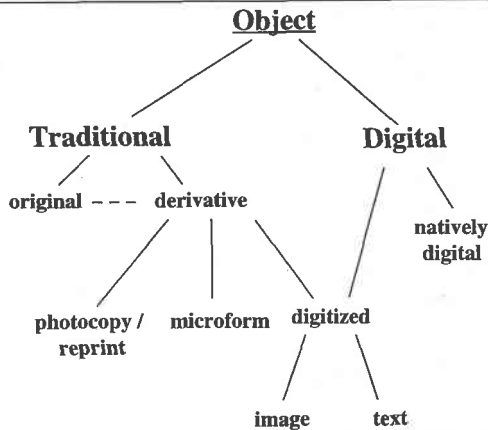 Object
Traditional
Digital
original
derivative
natively
digital
photocopy /
reprint
microform
digitized
image
text